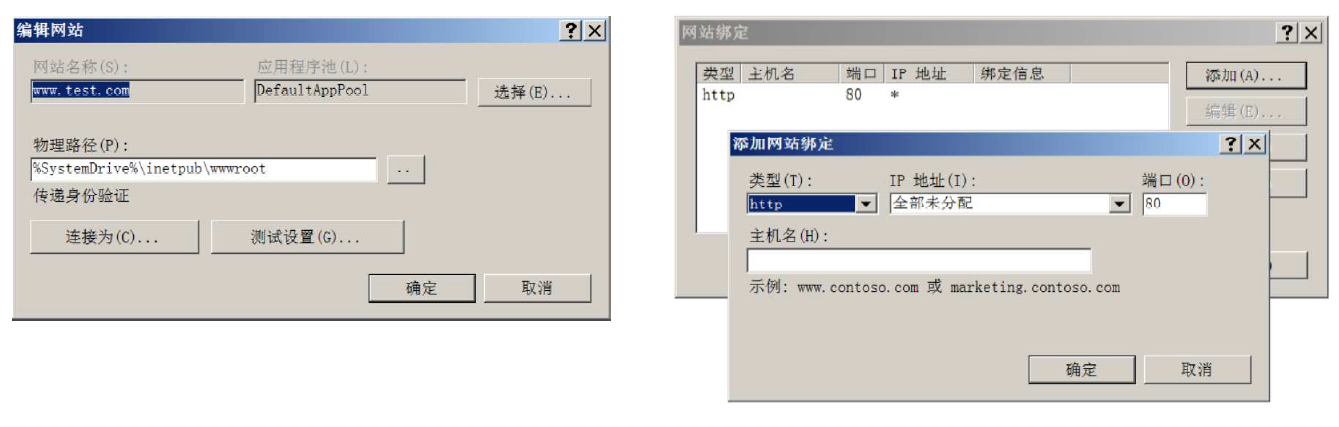 编辑网站
网站名称(S):
应用程序池(L):
www.test.com
DefaultAppPool
选择(E)...
物理路径(P):
%SystemDrive%\inetpub\wwwroot
..
传递身份验证
连接为(C)...
测试设置(G)...
确定
取消
网站绑定
类型 主机名 端口 IP 地址 绑定信息
http 80 *
添加(A)...
编辑(E)...
添加网站绑定
类型(T):
IP 地址(I):
端口(O):
http
全部未分配
80
主机名(H):
示例: www.contoso.com 或 marketing.contoso.com
确定
取消